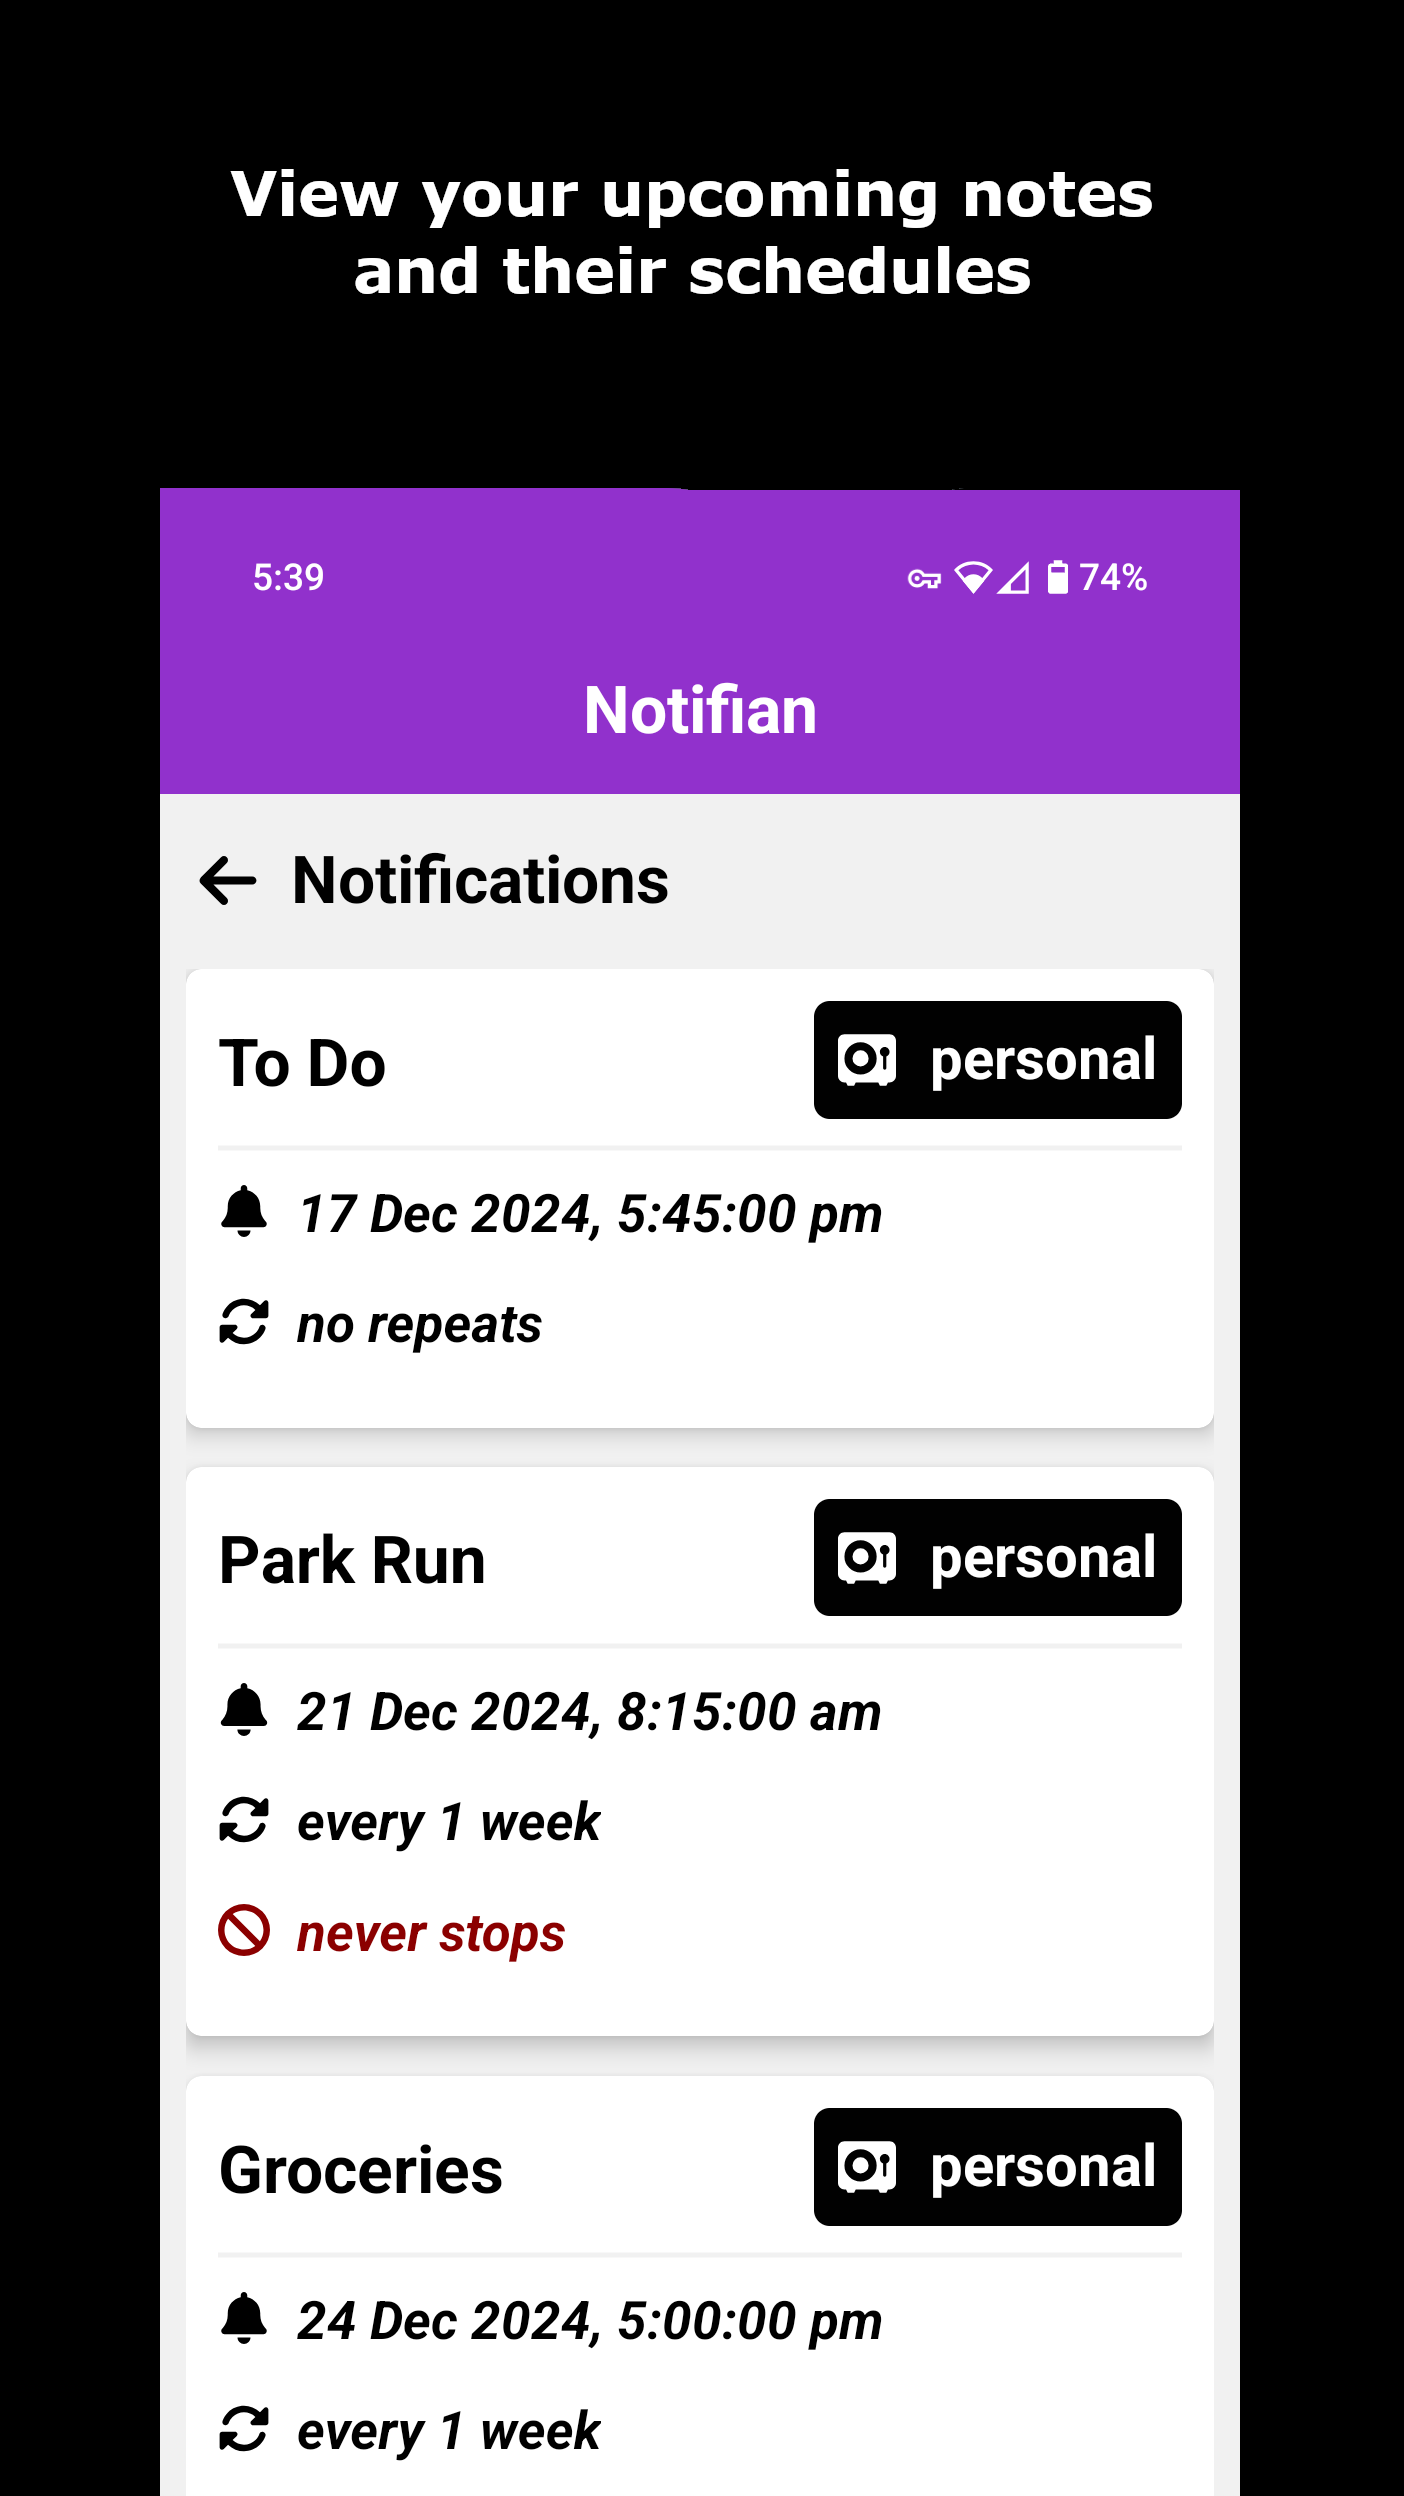 View your upcoming notes
and their schedules
5:39
74%
Notifian
Notifications
To Do
personal
17 Dec 2024, 5:45:00 pm
no repeats
Park Run
personal
21 Dec 2024, 8:15:00 am
every 1 week
never stops
Groceries
personal
24 Dec 2024, 5:00:00 pm
every 1 week